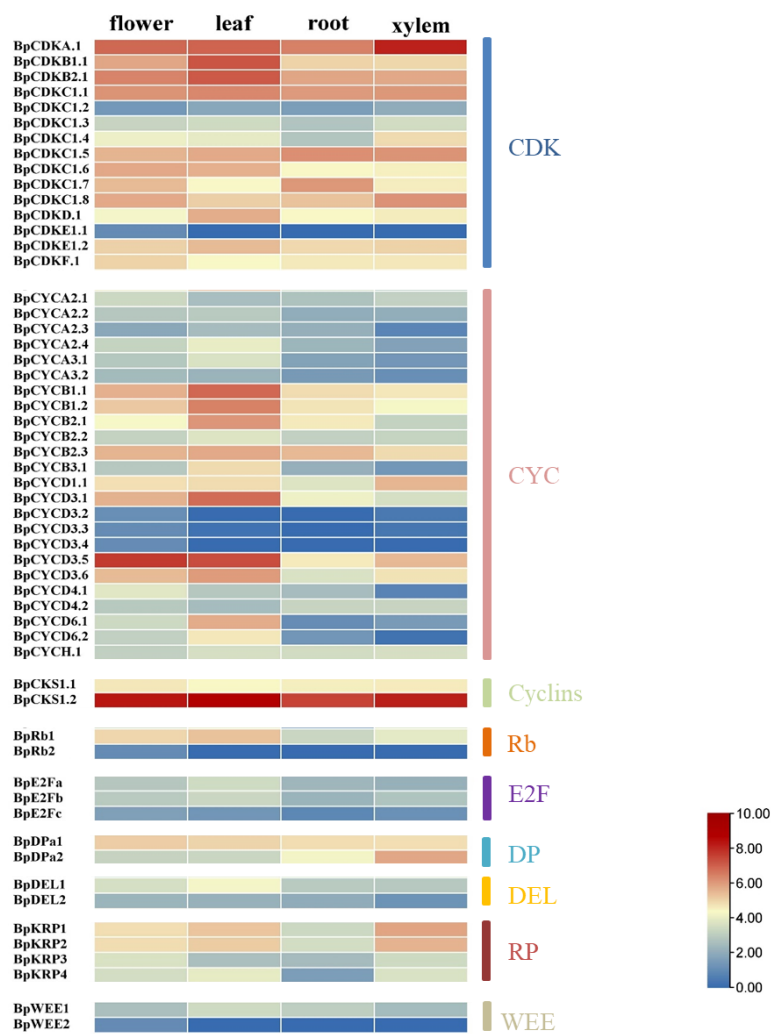 flower leaf root xylem
BpCDKA.1
BpCDKB1.1
BpCDKB2.1
BpCDKC1.1
BpCDKC1.2
BpCDKC1.3
BpCDKC1.4
BpCDKC1.5
BpCDKC1.6
BpCDKC1.7
BpCDKC1.8
BpCDKD.1
BpCDKE1.1
BpCDKE1.2
BpCDKF.1
CDK
BpCYCA2.1
BpCYCA2.2
BpCYCA2.3
BpCYCA2.4
BpCYCA3.1
BpCYCA3.2
BpCYCB1.1
BpCYCB1.2
BpCYCB2.1
BpCYCB2.2
BpCYCB2.3
BpCYCB3.1
BpCYCD1.1
BpCYCD3.1
BpCYCD3.2
BpCYCD3.3
BpCYCD3.4
BpCYCD3.5
BpCYCD3.6
BpCYCD4.1
BpCYCD4.2
BpCYCD6.1
BpCYCD6.2
BpCYCH.1
CYC
BpCKS1.1
BpCKS1.2
Cyclins
BpRb1
BpRb2
Rb
BpE2Fa
BpE2Fb
BpE2Fc
E2F
BpDPa1
BpDPa2
DP
BpDEL1
BpDEL2
DEL
BpKRP1
BpKRP2
BpKRP3
BpKRP4
RP
BpWEE1
BpWEE2
WEE
10.00
8.00
6.00
4.00
2.00
0.00